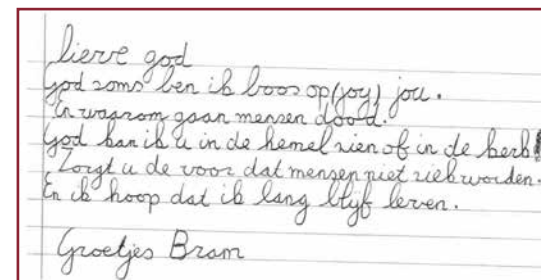 lieve god
God soms ben ik boos op (joy) jou.
En waarom gaan mensen dood.
God kan ik u in de hemel zien of in de kerk
Zorgt u de voor dat mensen niet ziek worden.
En ik hoop dat ik lang blijf leven.
Groetjes Bram